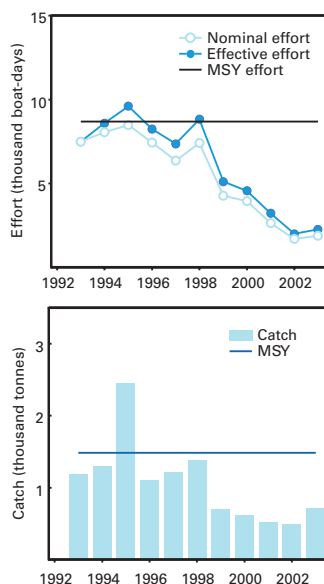 15
10
5
Effort (thousand boat-days)
Nominal effort
Effective effort
MSY effort
1992 1994 1996 1998 2000 2002
3
2
1
Catch (thousand tonnes)
Catch
MSY
1992 1994 1996 1998 2000 2002